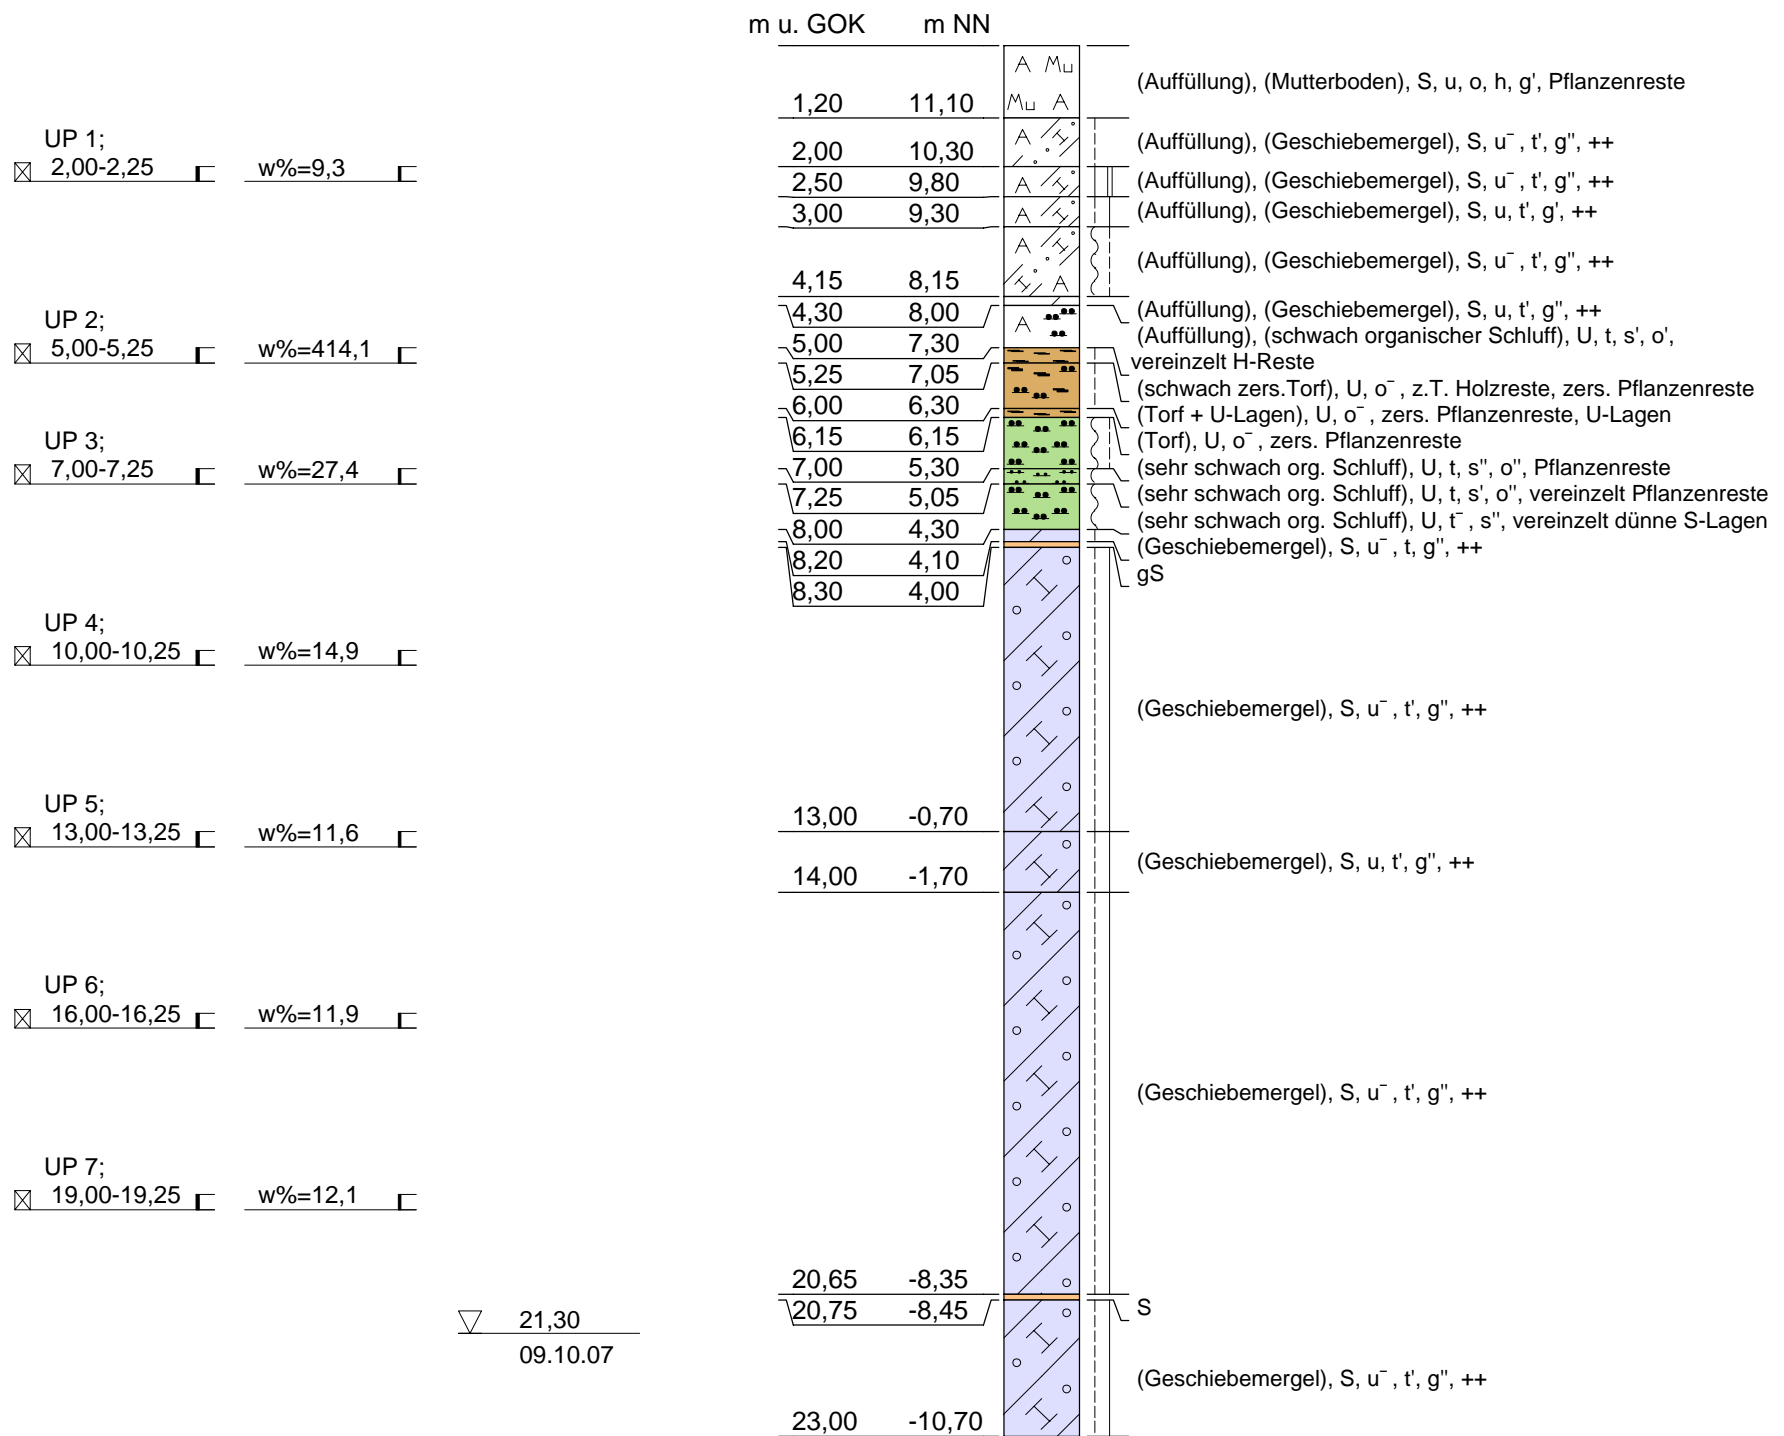 m u. GOK m NN
A Mu
Mu A
1,20 11,10
(Auffüllung), (Mutterboden), S, u, o, h, g', Pflanzenreste
UP 1;
2,00-2,25 w%=9,3
A
2,00 10,30
(Auffüllung), (Geschiebemergel), S, u‾, t', g'', ++
A
2,50 9,80
(Auffüllung), (Geschiebemergel), S, u‾, t', g'', ++
A
3,00 9,30
(Auffüllung), (Geschiebemergel), S, u, t', g', ++
A
A
4,15 8,15
(Auffüllung), (Geschiebemergel), S, u‾, t', g'', ++
4,30 8,00
(Auffüllung), (Geschiebemergel), S, u, t', g'', ++
UP 2;
5,00-5,25 w%=414,1
A
5,00 7,30
(Auffüllung), (schwach organischer Schluff), U, t, s', o',
vereinzelt H-Reste
5,25 7,05
(schwach zers.Torf), U, o‾, z.T. Holzreste, zers. Pflanzenreste
6,00 6,30
(Torf + U-Lagen), U, o‾, zers. Pflanzenreste, U-Lagen
6,15 6,15
(Torf), U, o‾, zers. Pflanzenreste
UP 3;
7,00-7,25 w%=27,4
7,00 5,30
(sehr schwach org. Schluff), U, t, s'', o'', Pflanzenreste
7,25 5,05
(sehr schwach org. Schluff), U, t, s', o'', vereinzelt Pflanzenreste
8,00 4,30
(sehr schwach org. Schluff), U, t‾, s'', vereinzelt dünne S-Lagen
8,20 4,10
(Geschiebemergel), S, u‾, t, g'', ++
8,30 4,00
gS
UP 4;
10,00-10,25 w%=14,9
(Geschiebemergel), S, u‾, t', g'', ++
UP 5;
13,00-13,25 w%=11,6
13,00 -0,70
14,00 -1,70
(Geschiebemergel), S, u, t', g'', ++
UP 6;
16,00-16,25 w%=11,9
(Geschiebemergel), S, u‾, t', g'', ++
UP 7;
19,00-19,25 w%=12,1
20,65 -8,35
20,75 -8,45
S
21,30
09.10.07
(Geschiebemergel), S, u‾, t', g'', ++
23,00 -10,70